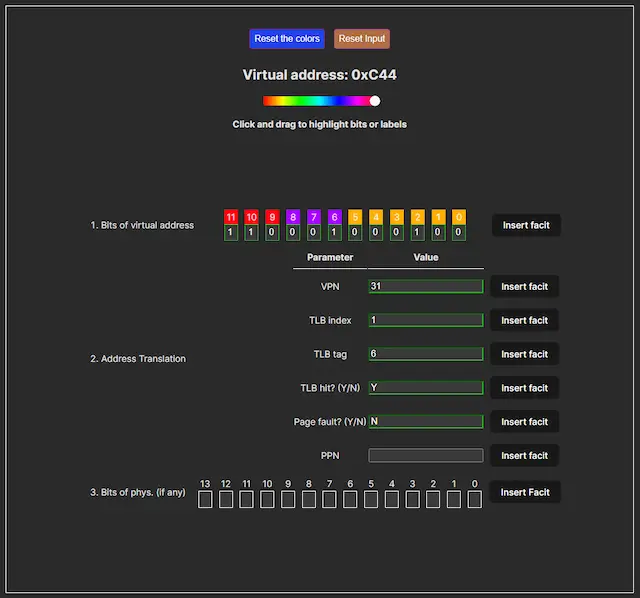 Reset the colors Reset Input
Virtual address: 0xC44
Click and drag to highlight bits or labels
11 10 9 8 7 6 5 4 3 2 1 0
1. Bits of virtual address 1 1 0 0 0 1 0 0 0 1 0 0 Insert facit
Parameter Value
VPN 31 Insert facit
TLB index 1 Insert facit
TLB tag 6 Insert facit
2. Address Translation
TLB hit? (Y/N) Y Insert facit
Page fault? (Y/N) N Insert facit
PPN Insert facit
13 12 11 10 9 8 7 6 5 4 3 2 1 0
3. Bits of phys. (if any) Insert Facit